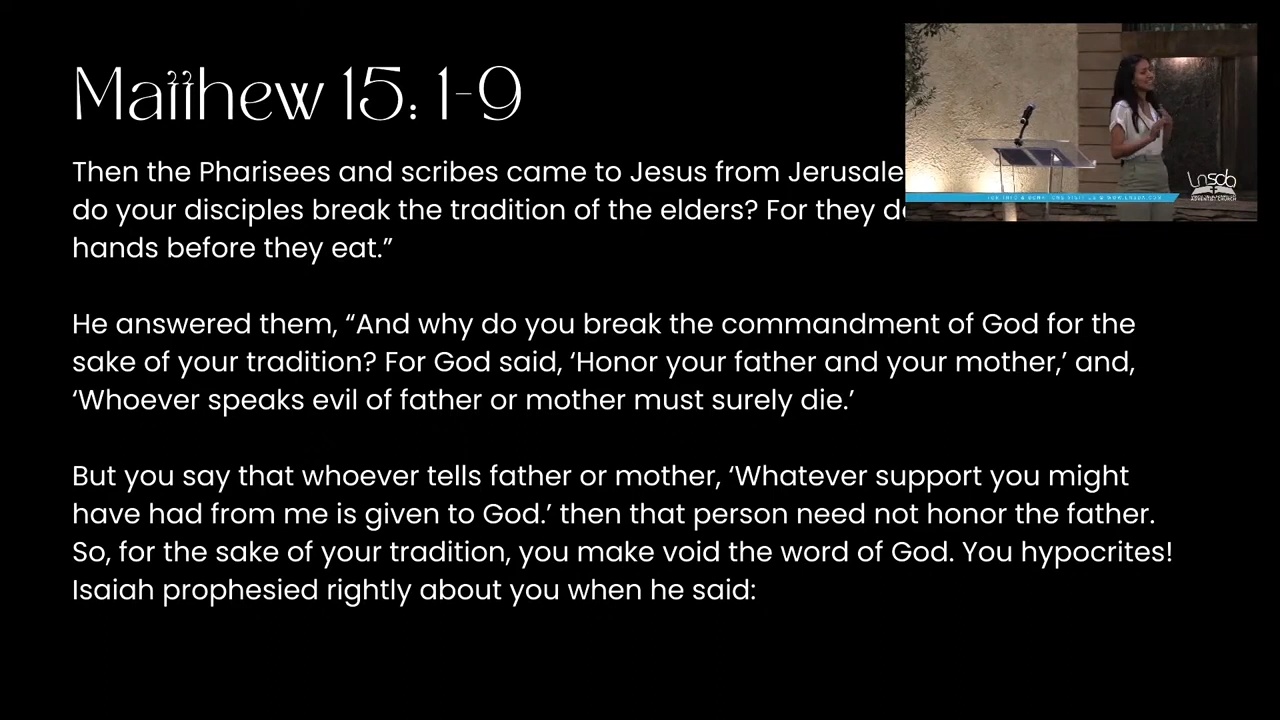 Matthew 15: 1-9
Then the Pharisees and scribes came to Jesus from
do your disciples break the tradition of the elders? For they
hands before they eat.”
He answered them, “And why do you break the commandment of God for the
sake of your tradition? For God said, ‘Honor your father and your mother,’ and,
‘Whoever speaks evil of father or mother must surely die.’
But you say that whoever tells father or mother, ‘Whatever support you might
have had from me is given to God.’ then that person need not honor the father.
So, for the sake of your tradition, you make void the word of God. You hypocrites!
Isaiah prophesied rightly about you when he said:
Lnsda